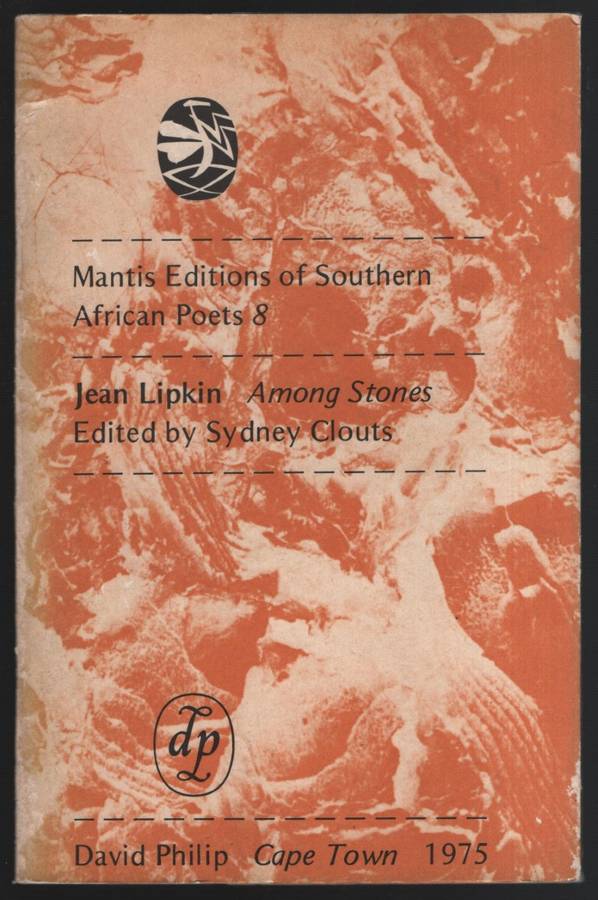 Mantis Editions of Southern
African Poets 8
Jean Lipkin Among Stones
Edited by Sydney Clouts
dp
David Philip Cape Town 1975